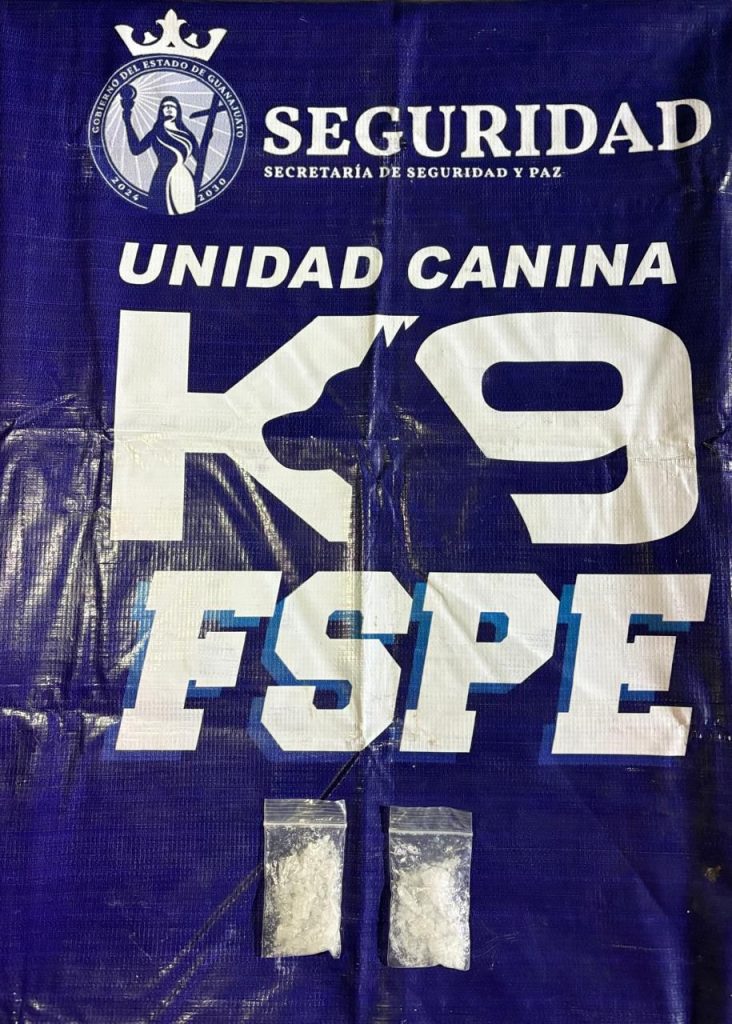 GOBIERNO DEL ESTADO DE GUANAJUATO
2024 2030
SEGURIDAD
SECRETARÍA DE SEGURIDAD Y PAZ
UNIDAD CANINA
K9
FSPE